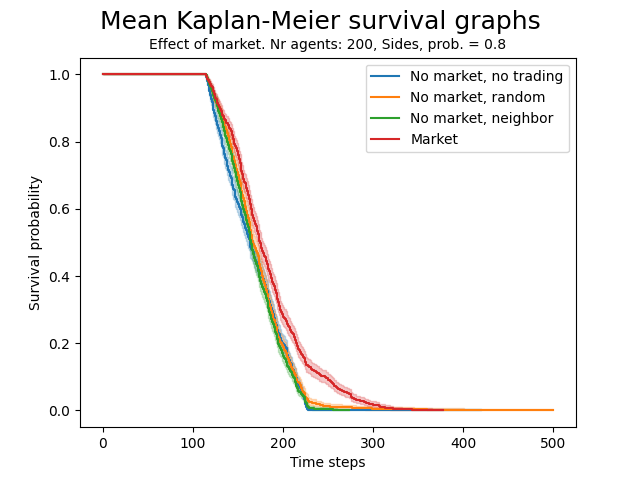 Mean Kaplan-Meier survival graphs
Effect of market. Nr agents: 200, Sides, prob. = 0.8
No market, no trading
No market, random
No market, neighbor
Market
Survival probability
1.0
0.8
0.6
0.4
0.2
0.0
0 100 200 300 400 500
Time steps